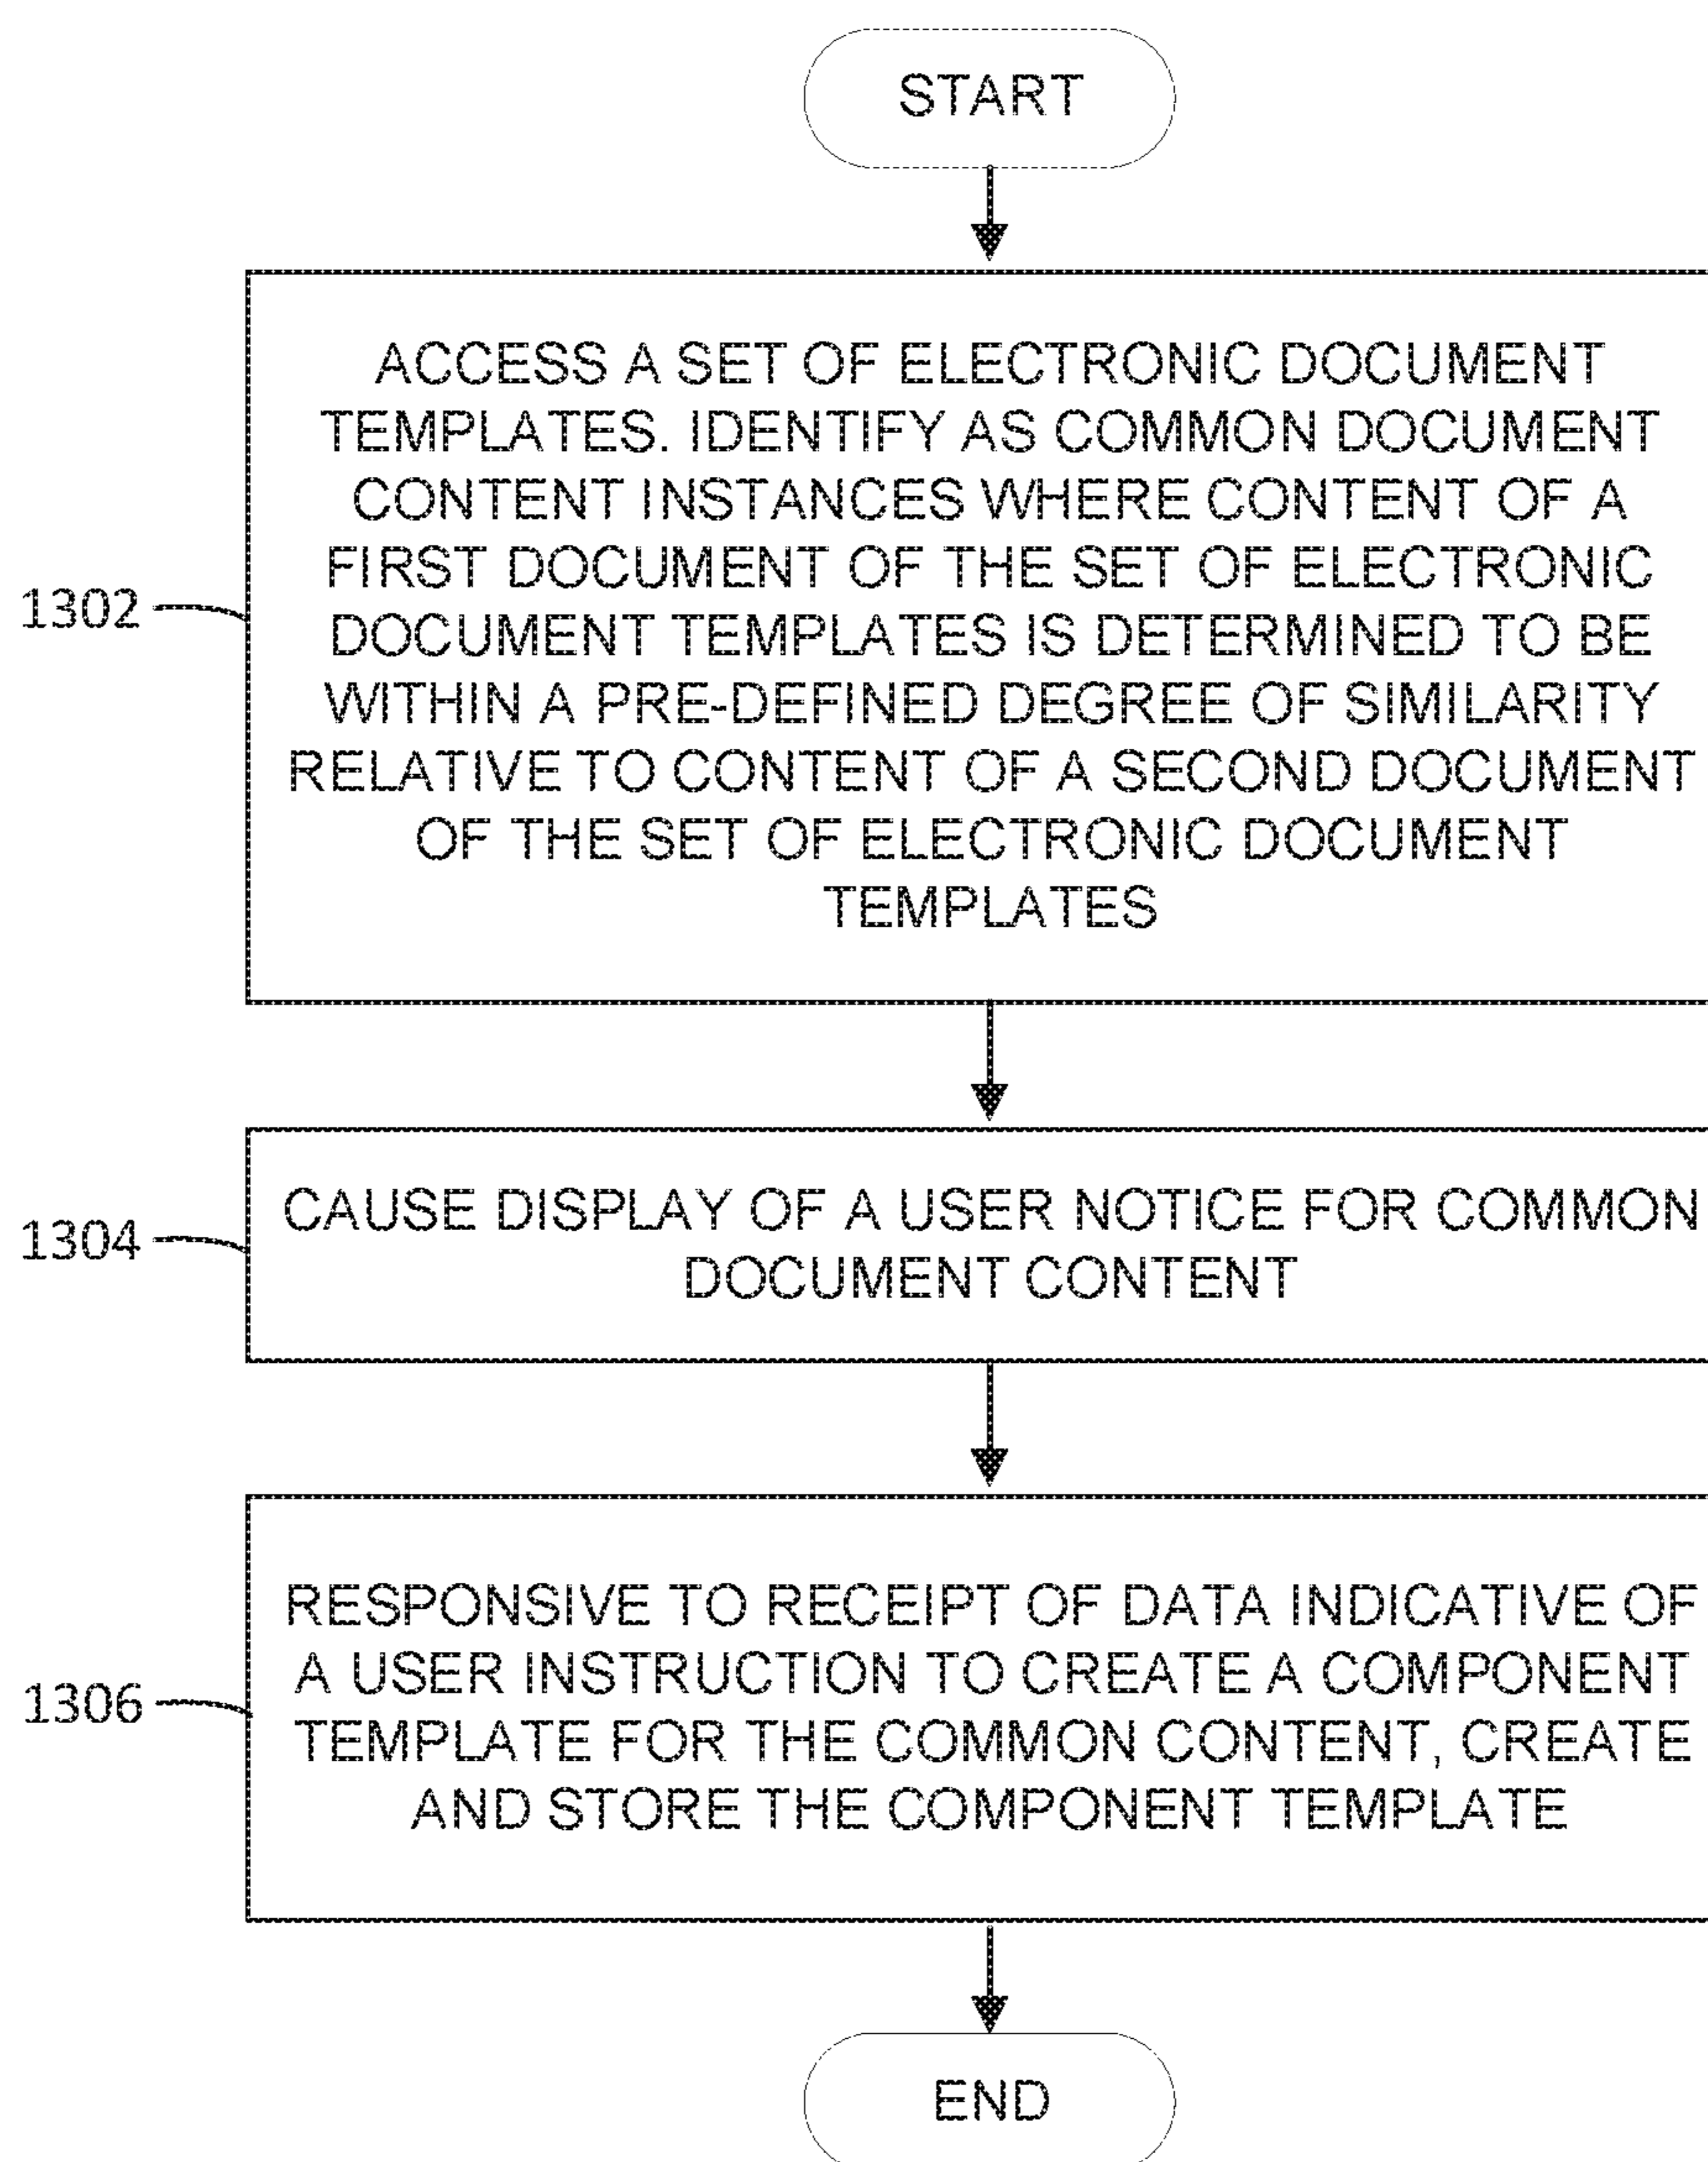 START
ACCESS A SET OF ELECTRONIC DOCUMENT
TEMPLATES. IDENTIFY AS COMMON DOCUMENT
CONTENT INSTANCES WHERE CONTENT OF A
FIRST DOCUMENT OF THE SET OF ELECTRONIC
DOCUMENT TEMPLATES IS DETERMINED TO BE
WITHIN A PRE-DEFINED DEGREE OF SIMILARITY
RELATIVE TO CONTENT OF A SECOND DOCUMENT
OF THE SET OF ELECTRONIC DOCUMENT
TEMPLATES
1302
CAUSE DISPLAY OF A USER NOTICE FOR COMMON
DOCUMENT CONTENT
1304
RESPONSIVE TO RECEIPT OF DATA INDICATIVE OF
A USER INSTRUCTION TO CREATE A COMPONENT
TEMPLATE FOR THE COMMON CONTENT, CREATE
AND STORE THE COMPONENT TEMPLATE
1306
END